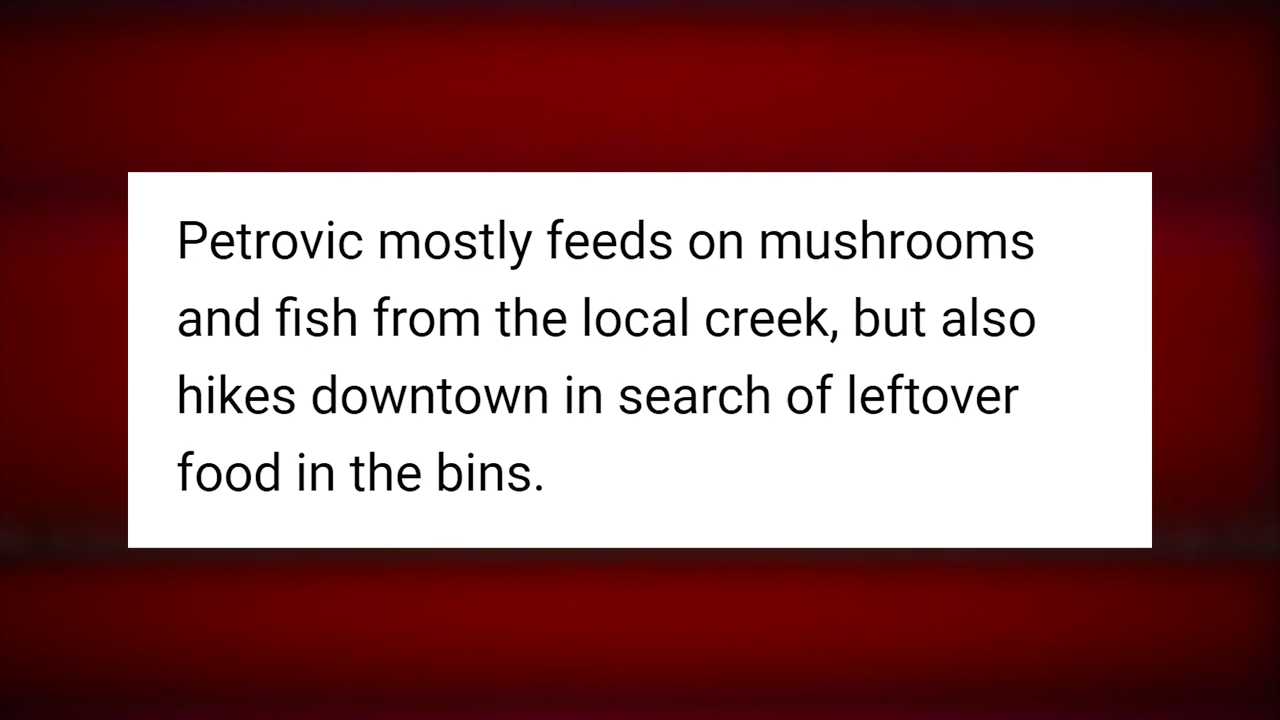 Petrovic mostly feeds on mushrooms
and fish from the local creek, but also
hikes downtown in search of leftover
food in the bins.